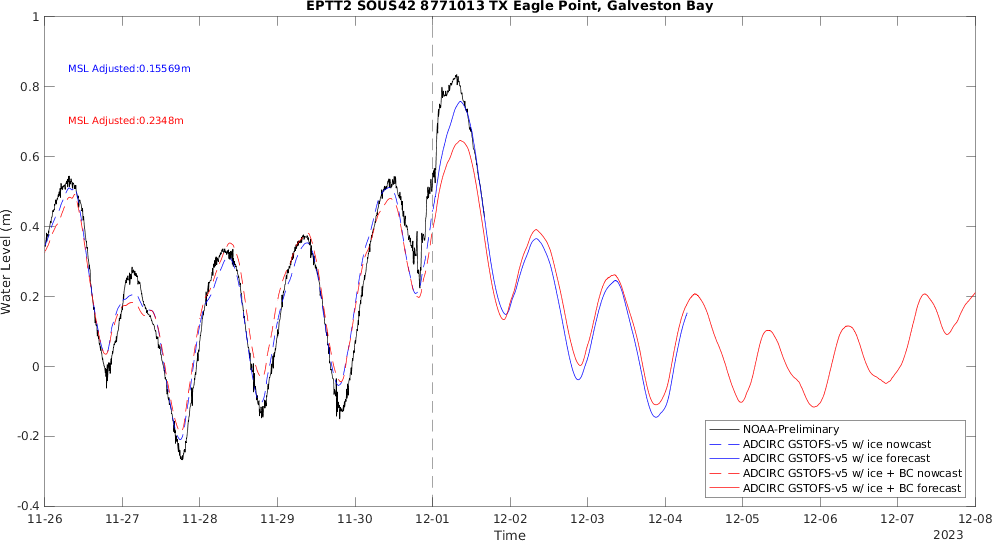 EPTT2 SOUS42 8771013 TX Eagle Point, Galveston Bay
MSL Adjusted:0.15569m
MSL Adjusted:0.2348m
Water Level (m)
1
0.8
0.6
0.4
0.2
0
-0.2
-0.4
NOAA-Preliminary
ADCIRC GSTOFS-v5 w/ ice nowcast
ADCIRC GSTOFS-v5 w/ ice forecast
ADCIRC GSTOFS-v5 w/ ice + BC nowcast
ADCIRC GSTOFS-v5 w/ ice + BC forecast
11-26 11-27 11-28 11-29 11-30 12-01 12-02 12-03 12-04 12-05 12-06 12-07 12-08
Time
2023